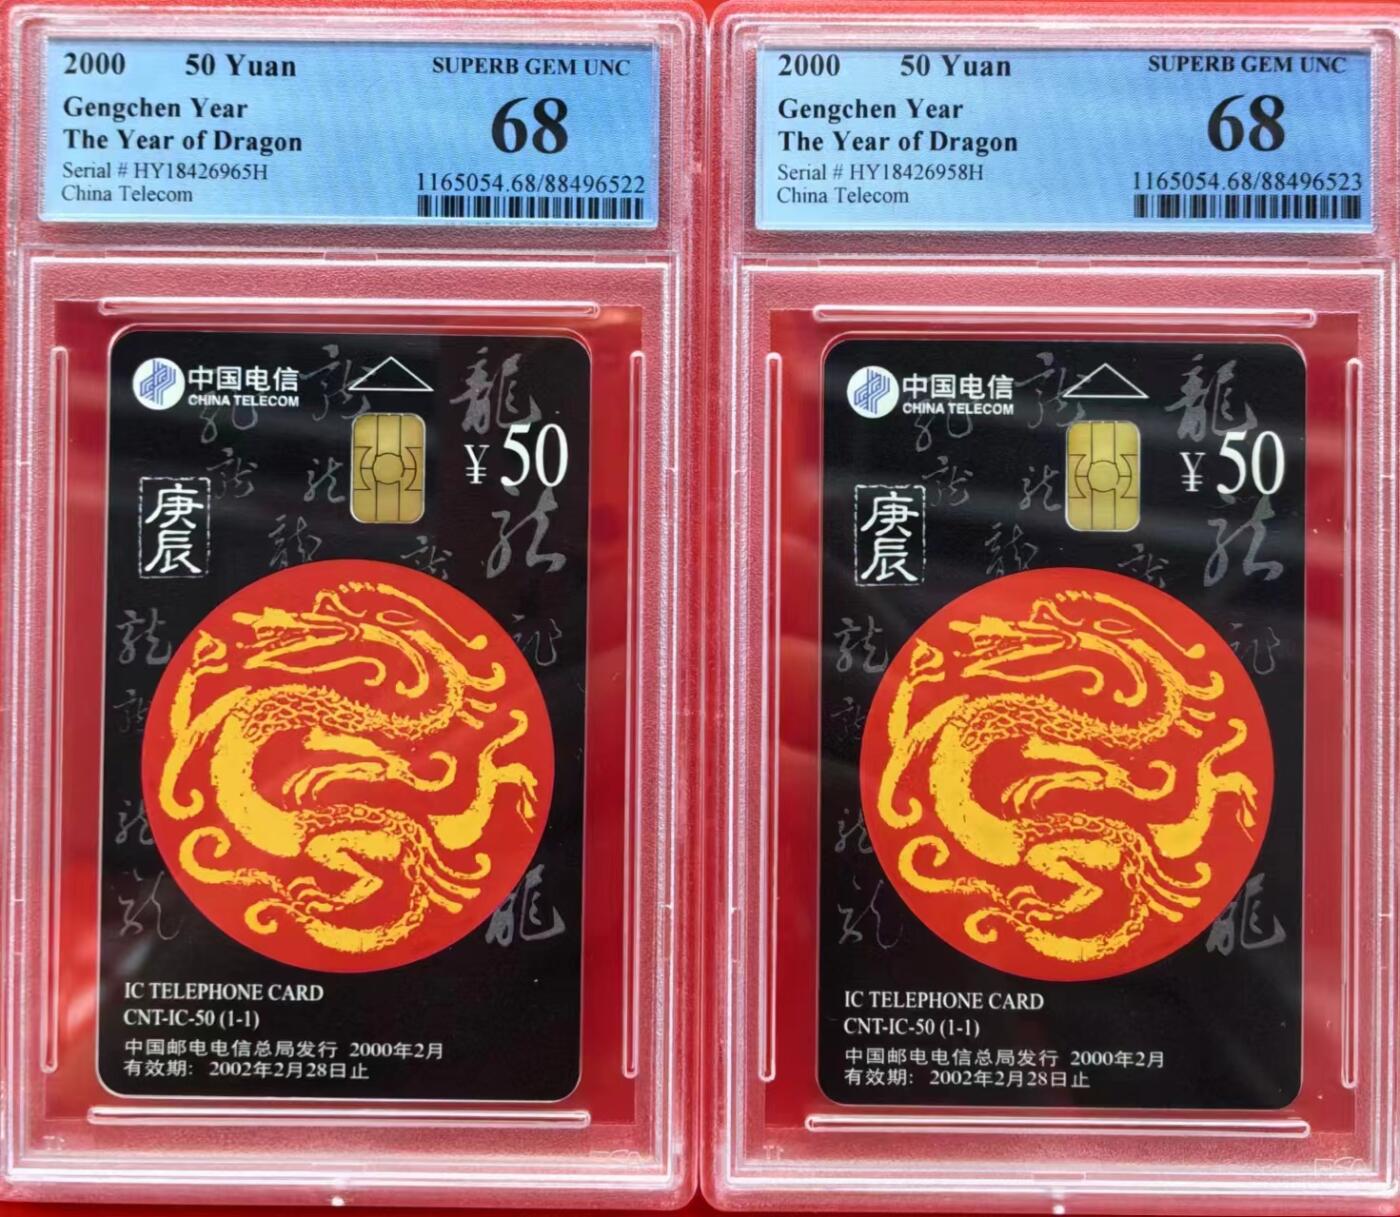 2000 50 Yuan SUPERB GEM UNC
Gengchen Year 68
The Year of Dragon
Serial # HY18426965H
1165054.68/88496522
China Telecom
中国电信
CHINA TELECOM
¥50
庚辰
龍
龍
IC TELEPHONE CARD
CNT-IC-50 (1-1)
中国邮电电信总局发行 2000年2月
有效期: 2002年2月28日止
2000 50 Yuan SUPERB GEM UNC
Gengchen Year 68
The Year of Dragon
Serial # HY18426958H
1165054.68/88496523
China Telecom
中国电信
CHINA TELECOM
¥50
庚辰
龍
龍
IC TELEPHONE CARD
CNT-IC-50 (1-1)
中国邮电电信总局发行 2000年2月
有效期: 2002年2月28日止